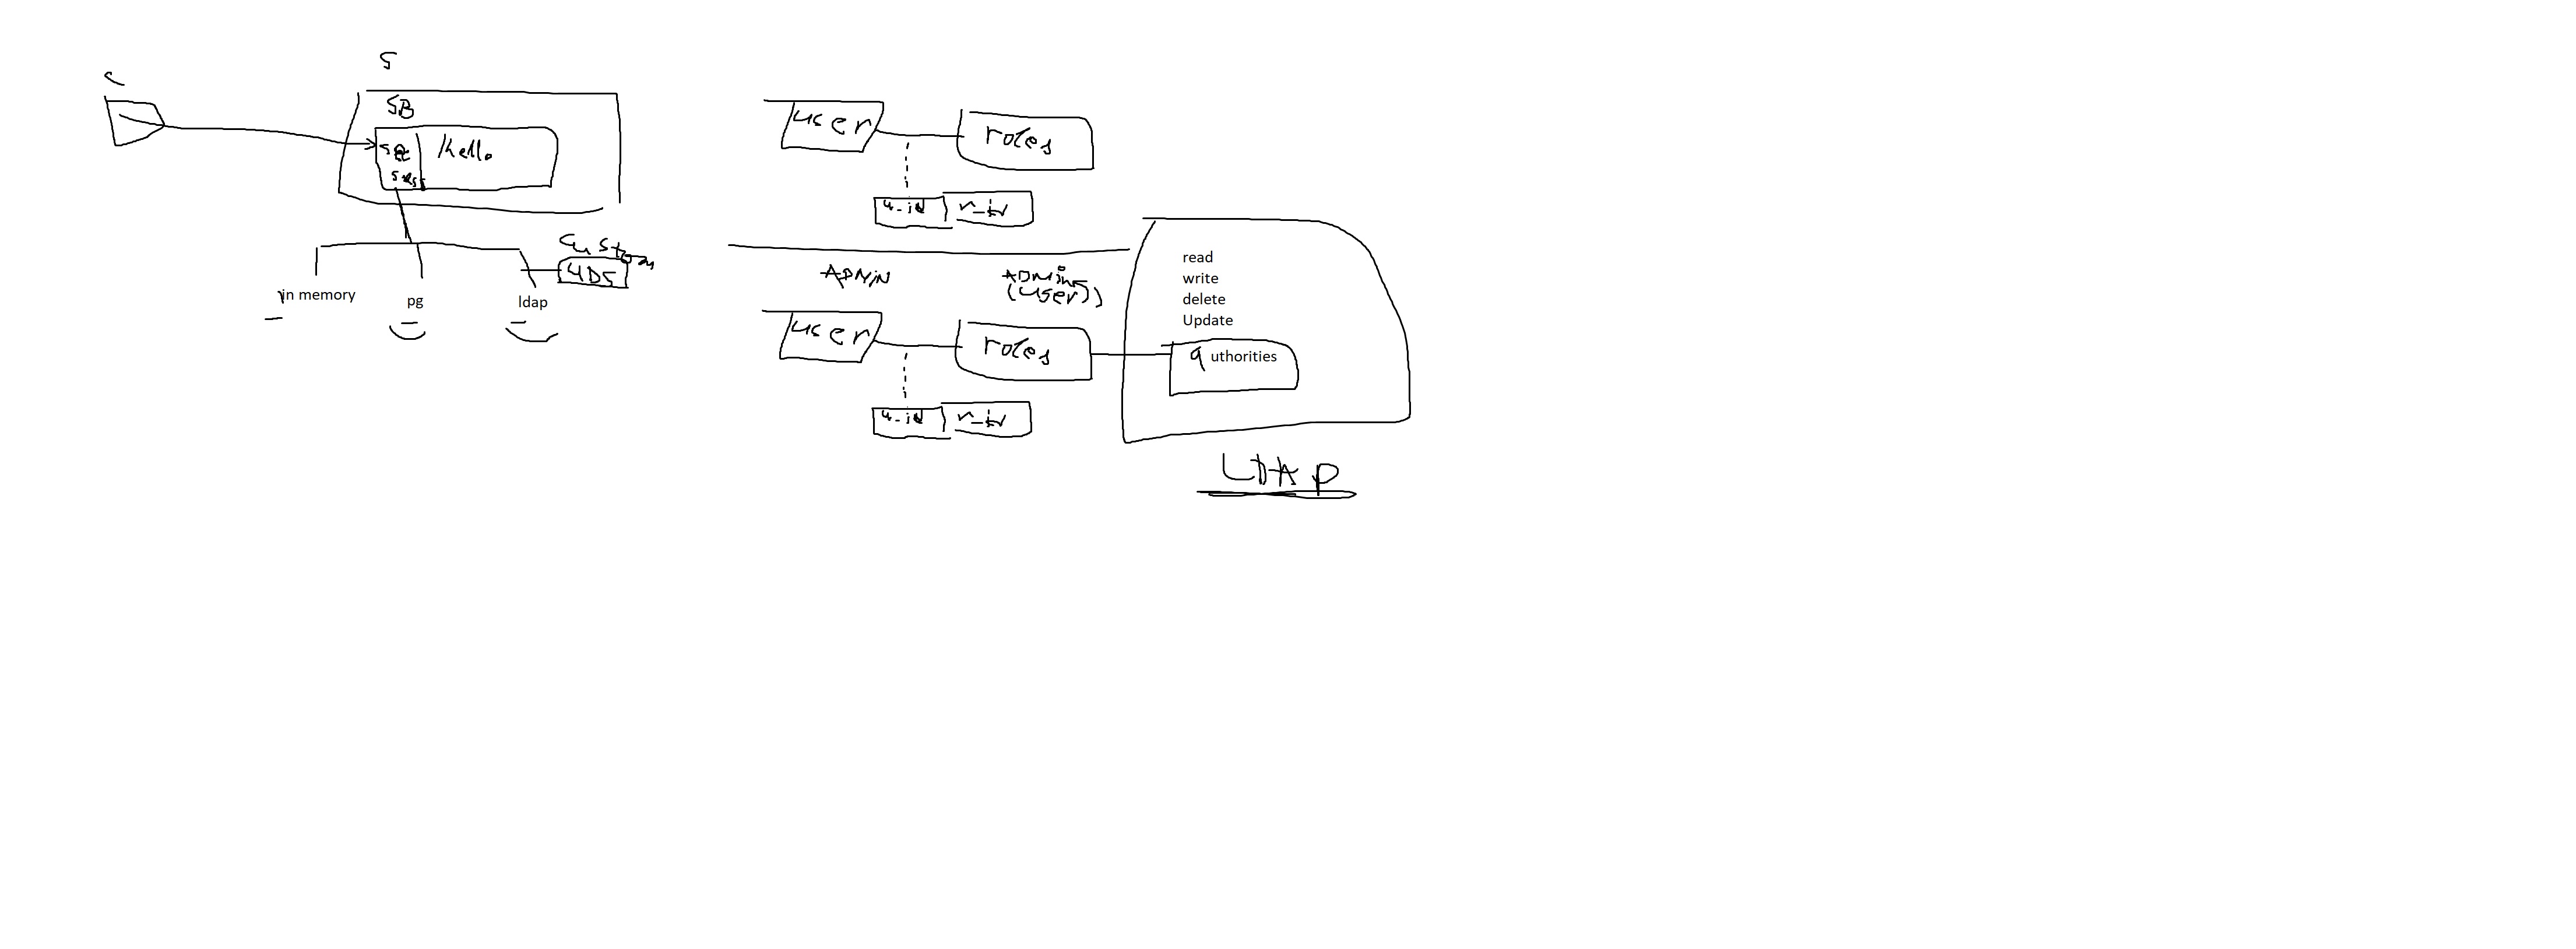 C
S
SB
sec
/hello
in memory
pg
ldap
Custom
UDS
user
roles
u_id
r_id
ADMIN
ADMIN
(user)
user
roles
u_id
r_id
read
write
delete
Update
authorities
LDAP